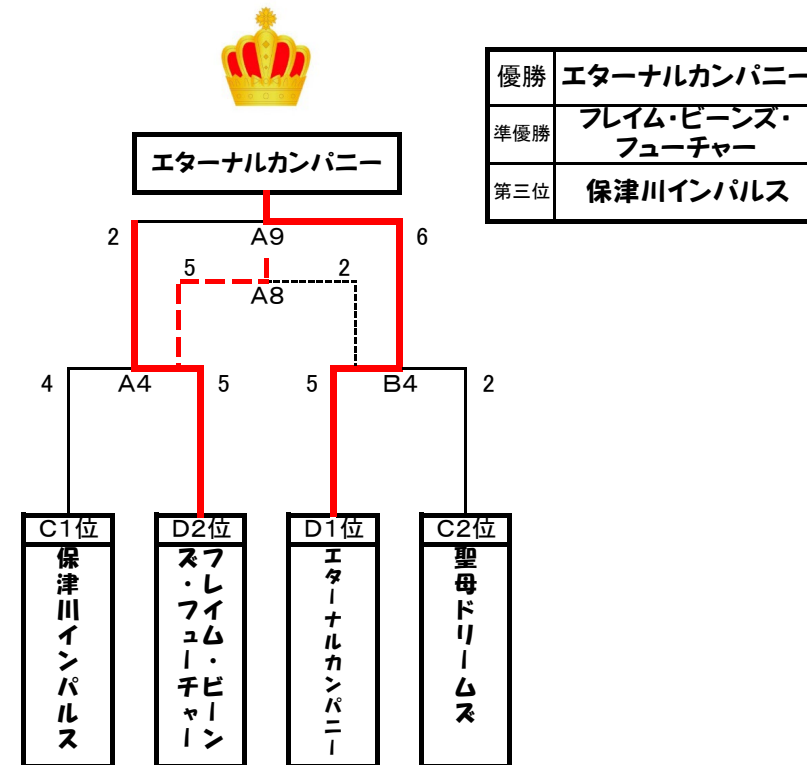 優勝 エターナルカンパニー
準優勝 フレイム・ビーンズ・
フューチャー
第三位 保津川インパルス
エターナルカンパニー
2 A9 6
5 2
A8
4 A4 5 5 B4 2
C1位 D2位 D1位 C2位
保津川インパルス
フレイム・ビーン
ズ・フューチャー
エターナルカンパニー
聖母ドリームズ